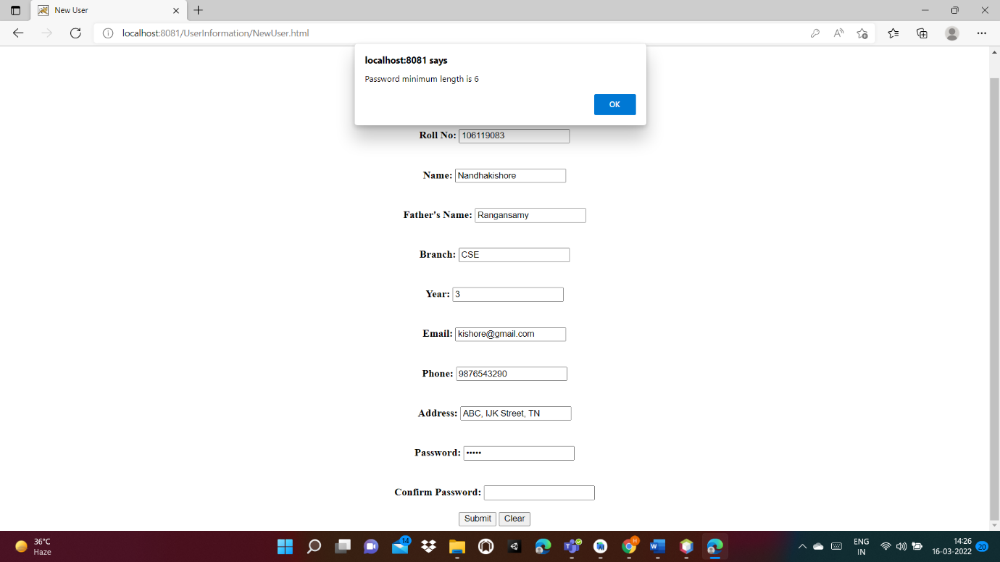 New User
localhost:8081/UserInformation/NewUser.html
localhost:8081 says
Password minimum length is 6
OK
Roll No: 106119083
Name: Nandhakishore
Father's Name: Rangansamy
Branch: CSE
Year: 3
Email: kishore@gmail.com
Phone: 9876543290
Address: ABC, IJK Street, TN
Password: •••••
Confirm Password:
Submit Clear
36°C
Haze
14
H
ENG
IN
14:26
16-03-2022
20